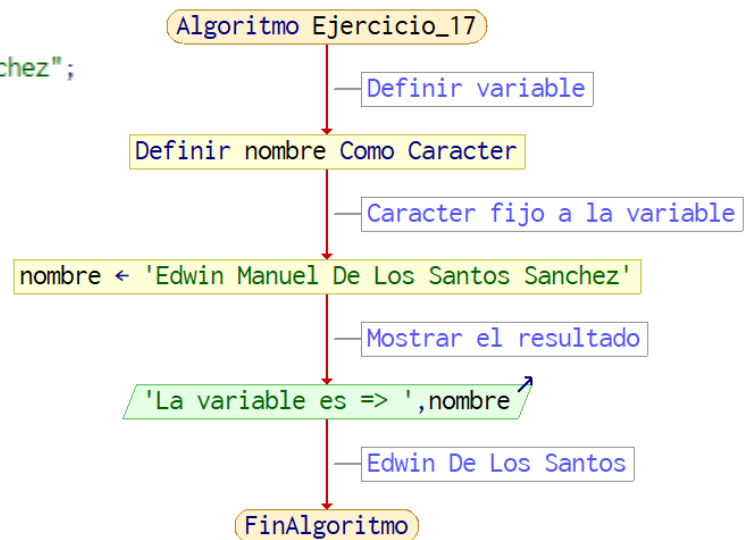 Algoritmo Ejercicio_17
chez";
Definir variable
Definir nombre Como Caracter
Caracter fijo a la variable
nombre ← 'Edwin Manuel De Los Santos Sanchez'
Mostrar el resultado
'La variable es => ',nombre
Edwin De Los Santos
FinAlgoritmo